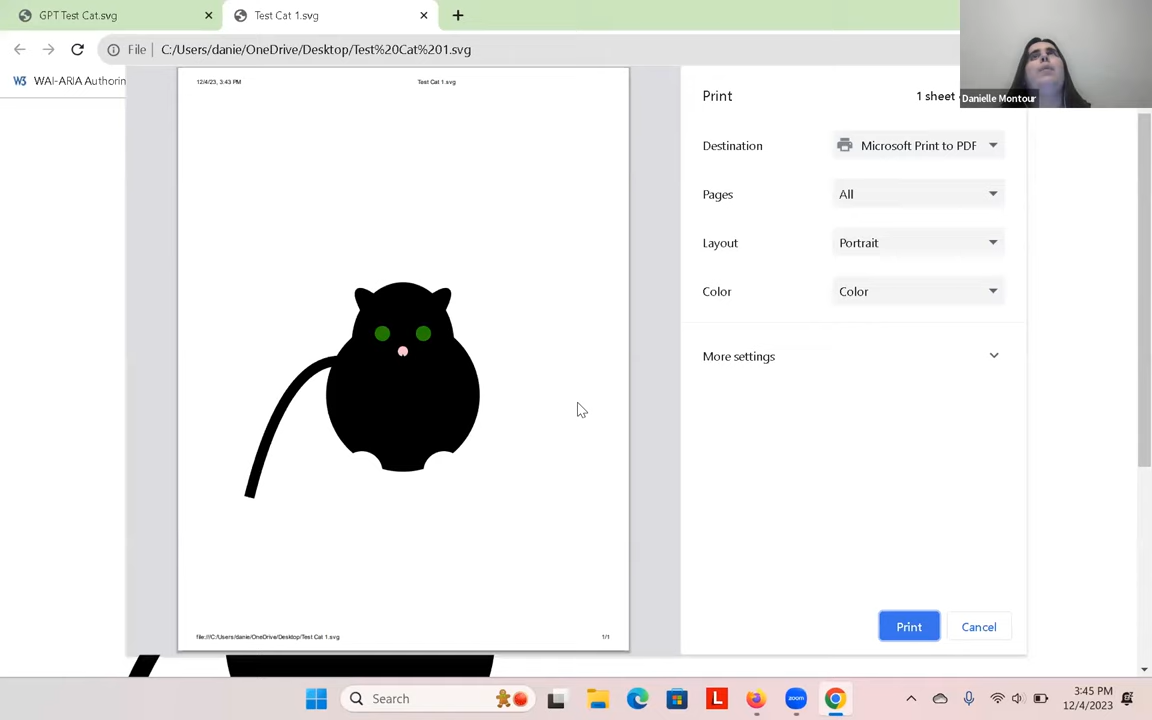 GPT Test Cat.svg
Test Cat 1.svg
File
C:/Users/danie/OneDrive/Desktop/Test%20Cat%201.svg
W3 WAI-ARIA Authorin
Danielle Montour
12/4/23, 3:43 PM
Test Cat 1.svg
file:///C:/Users/danie/OneDrive/Desktop/Test Cat 1.svg
1/1
Print
1 sheet
Destination
Microsoft Print to PDF
Pages
All
Layout
Portrait
Color
Color
More settings
Print
Cancel
Search
L
zoom
3:45 PM
12/4/2023